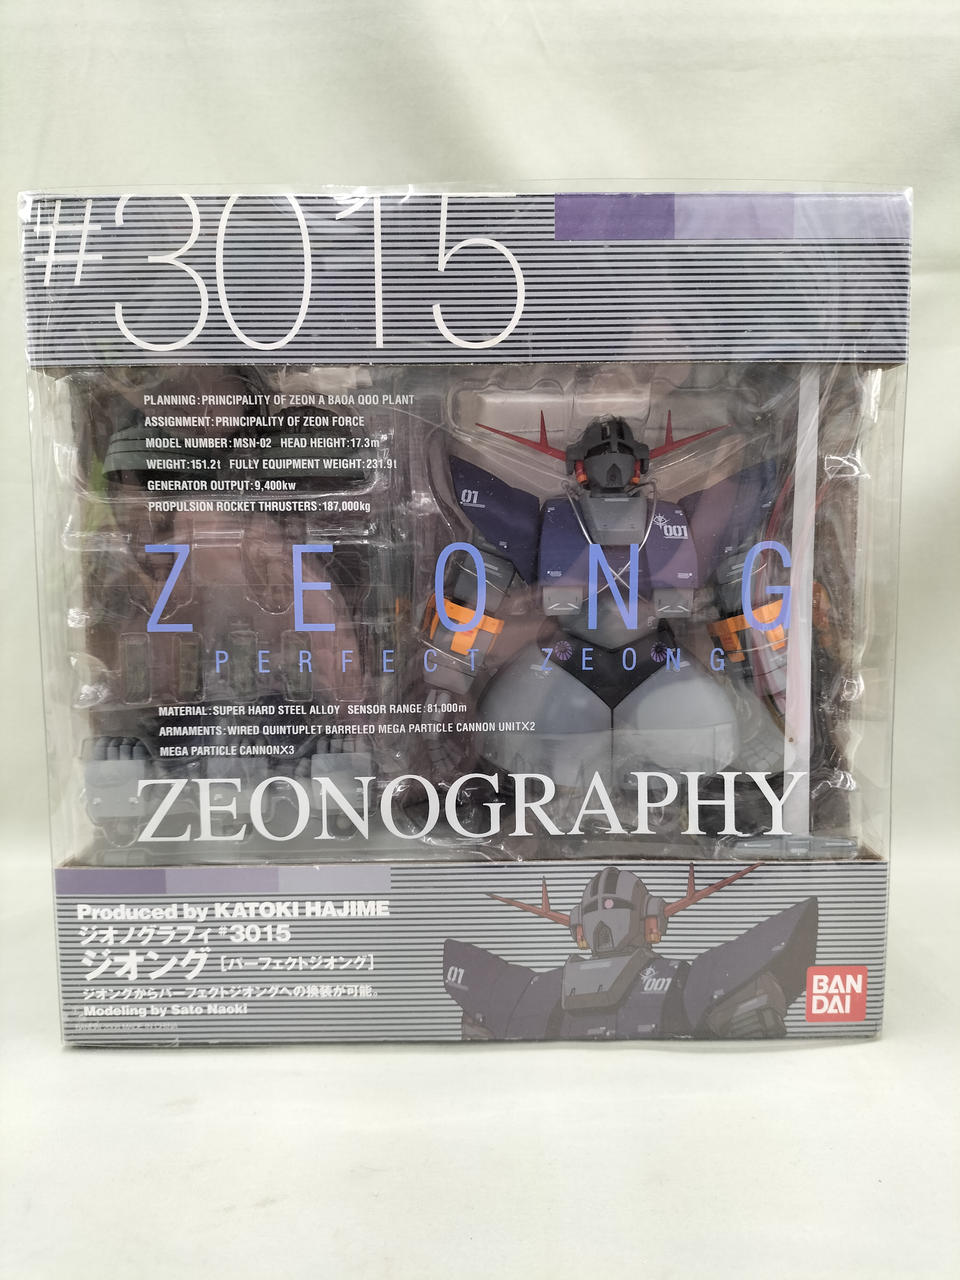 #3015
PLANNING:PRINCIPALITY OF ZEON A BAOA QOO PLANT
ASSIGNMENT:PRINCIPALITY OF ZEON FORCE
MODEL NUMBER:MSN-02 HEAD HEIGHT:17.3m
WEIGHT:151.2t FULLY EQUIPMENT WEIGHT:231.9t
GENERATOR OUTPUT:9,400kw
PROPULSION ROCKET THRUSTERS:187,000kg
01
001
ZEONG
PERFECT ZEONG
MATERIAL:SUPER HARD STEEL ALLOY SENSOR RANGE:81,000m
ARMAMENTS:WIRED QUINTUPLET BARRELED MEGA PARTICLE CANNON UNIT×2
MEGA PARTICLE CANNON×3
ZEONOGRAPHY
Produced by KATOKI HAJIME
ジオノグラフィ #3015
ジオング [パーフェクトジオング]
ジオングからパーフェクトジオングへの換装が可能。
Modeling by Sato Naoki
01
001
BAN
DAI